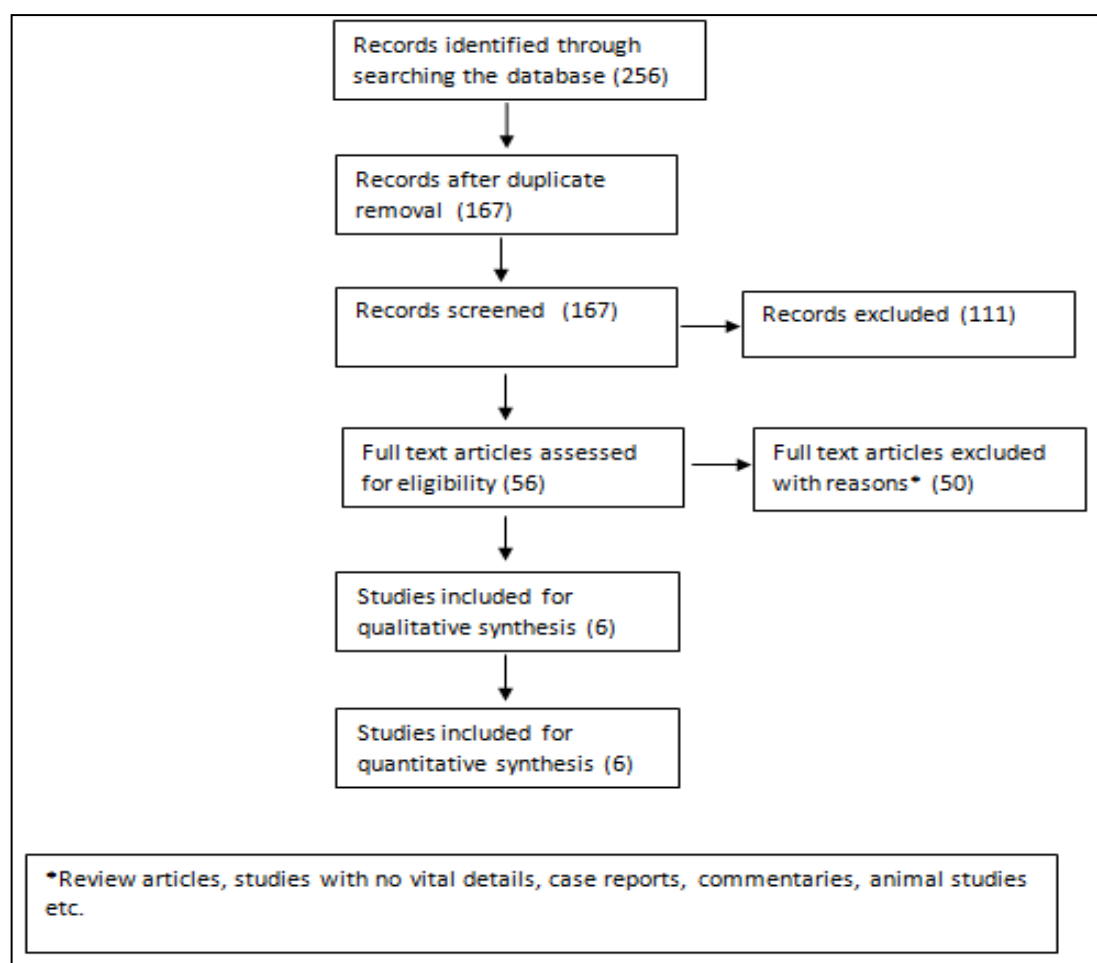 Records identified through
searching the database (256)
Records after duplicate
removal (167)
Records screened (167)
Records excluded (111)
Full text articles assessed
for eligibility (56)
Full text articles excluded
with reasons* (50)
Studies included for
qualitative synthesis (6)
Studies included for
quantitative synthesis (6)
*Review articles, studies with no vital details, case reports, commentaries, animal studies
etc.